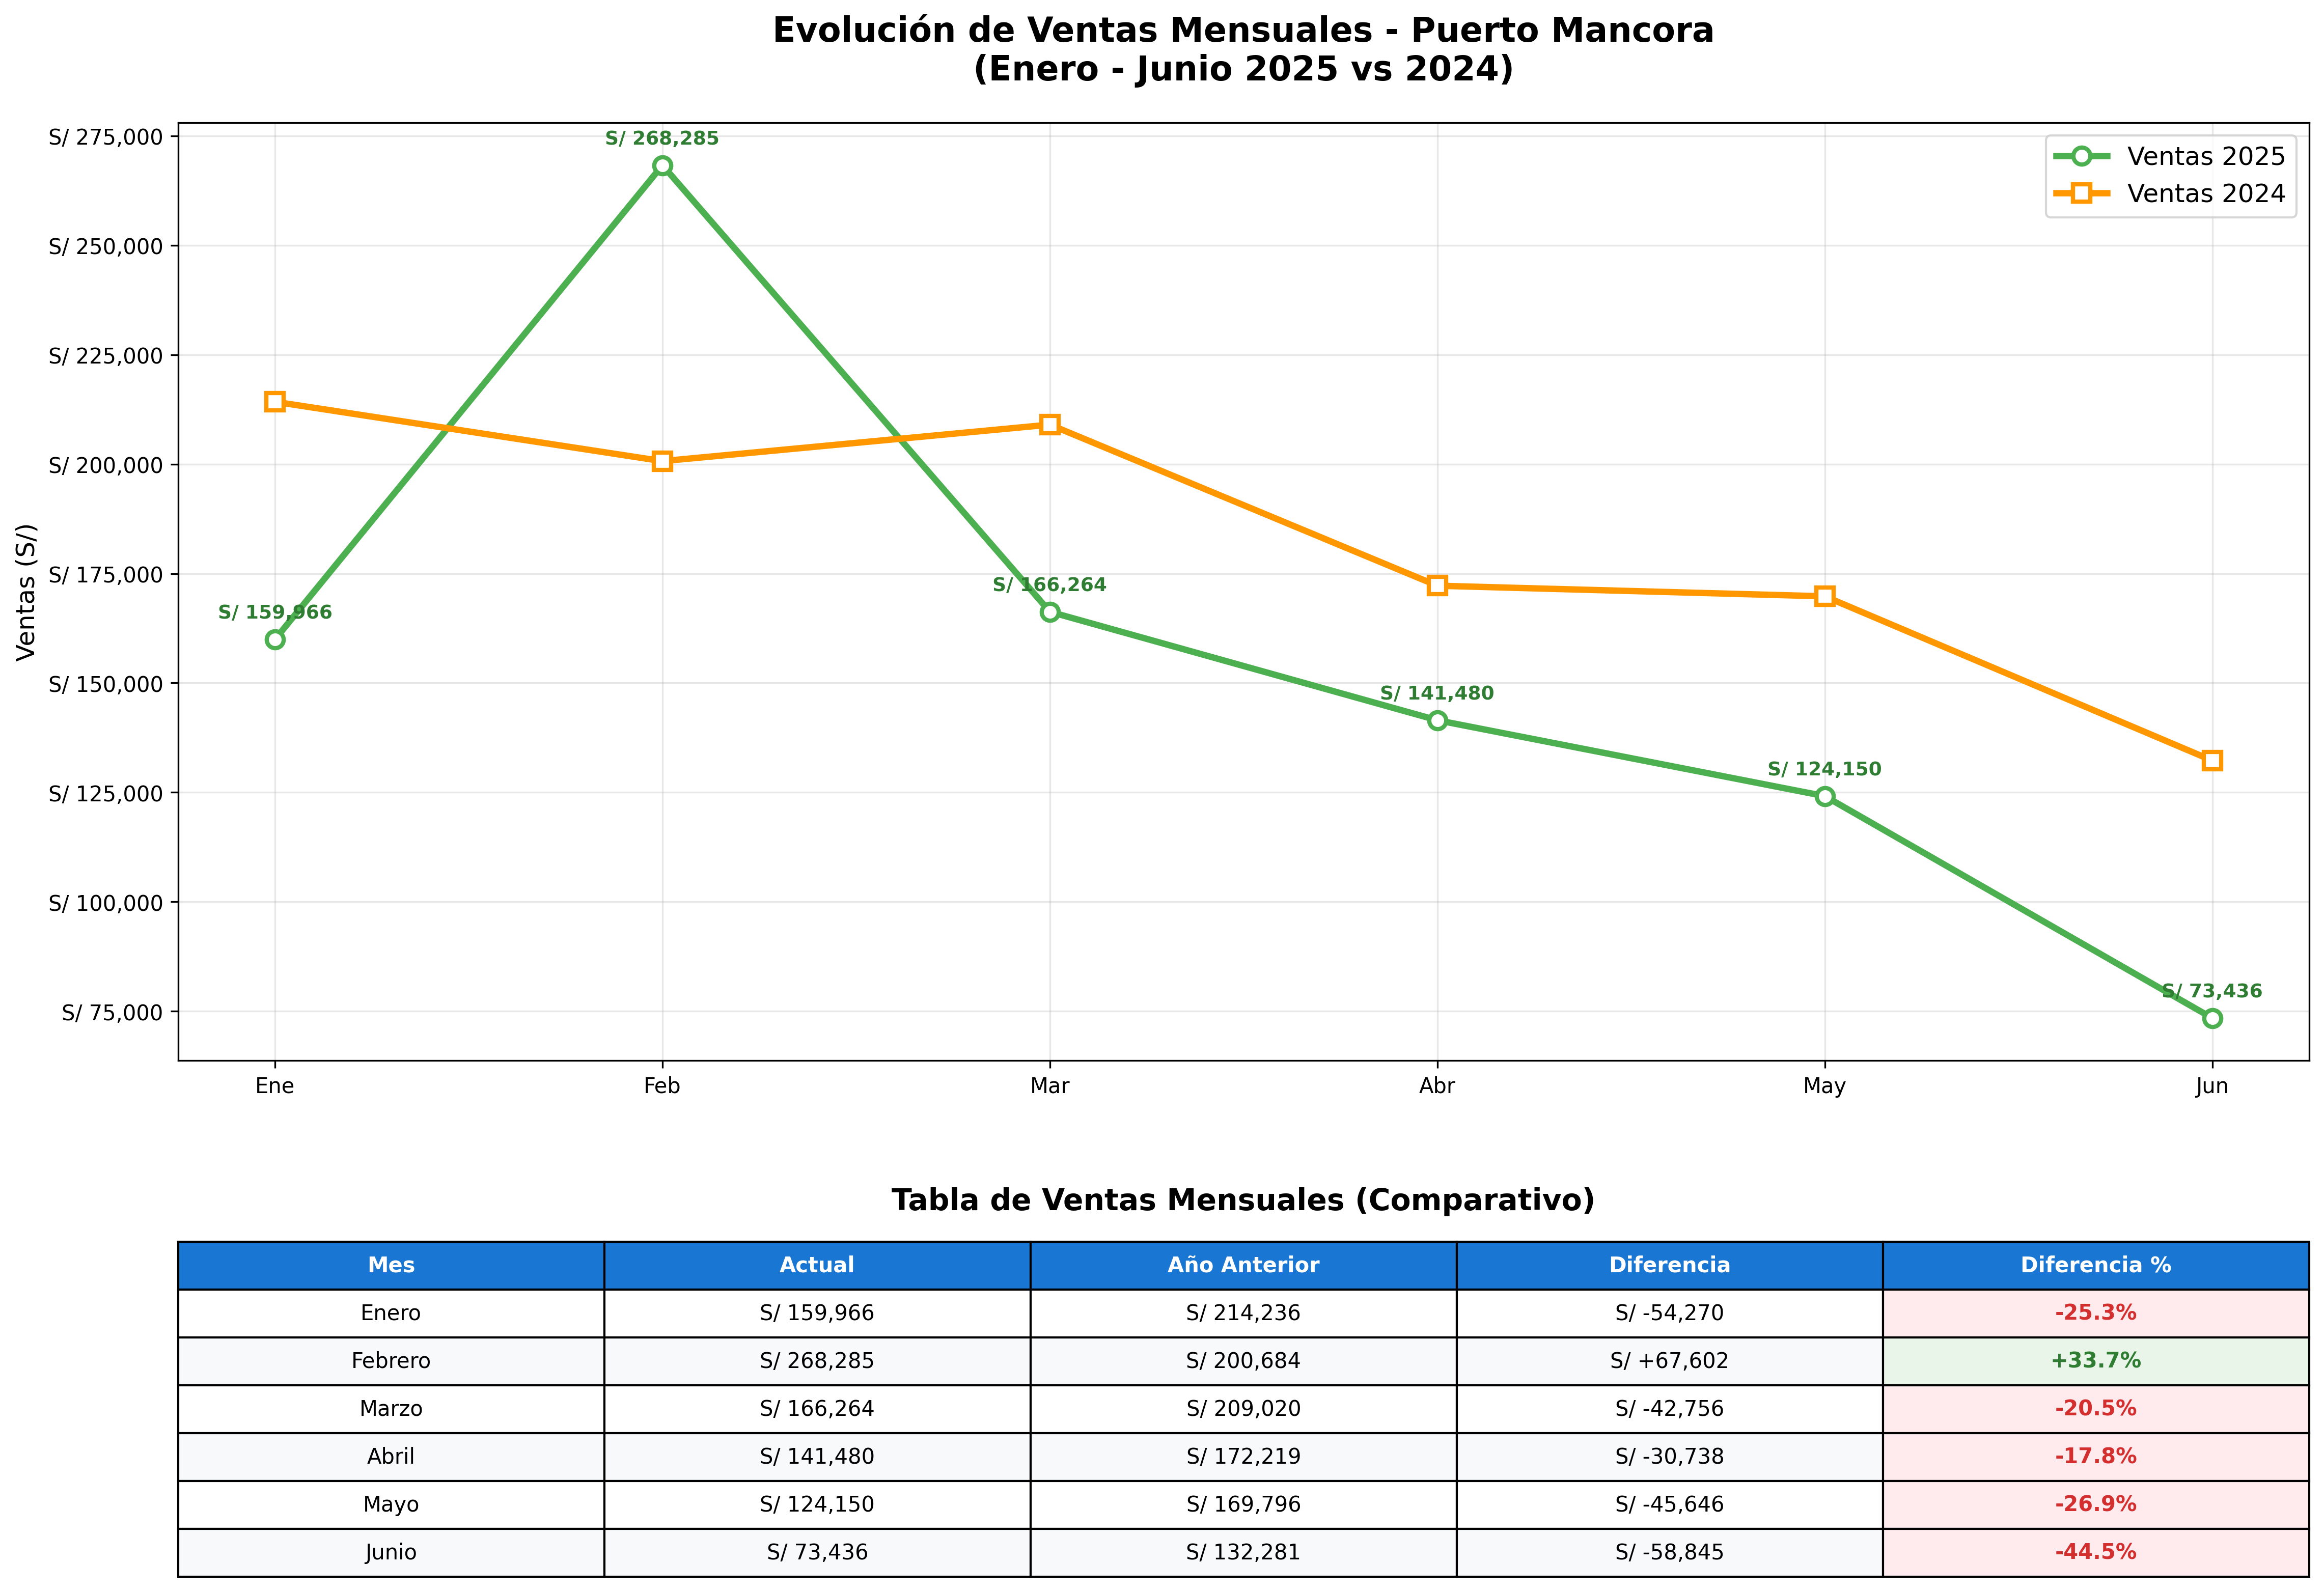 Evolución de Ventas Mensuales - Puerto Mancora
(Enero - Junio 2025 vs 2024)
Ventas (S/)
S/ 275,000
S/ 250,000
S/ 225,000
S/ 200,000
S/ 175,000
S/ 150,000
S/ 125,000
S/ 100,000
S/ 75,000
S/ 159,966
S/ 268,285
S/ 166,264
S/ 141,480
S/ 124,150
S/ 73,436
Ventas 2025
Ventas 2024
Ene Feb Mar Abr May Jun
Tabla de Ventas Mensuales (Comparativo)
Mes Actual Año Anterior Diferencia Diferencia %
Enero S/ 159,966 S/ 214,236 S/ -54,270 -25.3%
Febrero S/ 268,285 S/ 200,684 S/ +67,602 +33.7%
Marzo S/ 166,264 S/ 209,020 S/ -42,756 -20.5%
Abril S/ 141,480 S/ 172,219 S/ -30,738 -17.8%
Mayo S/ 124,150 S/ 169,796 S/ -45,646 -26.9%
Junio S/ 73,436 S/ 132,281 S/ -58,845 -44.5%